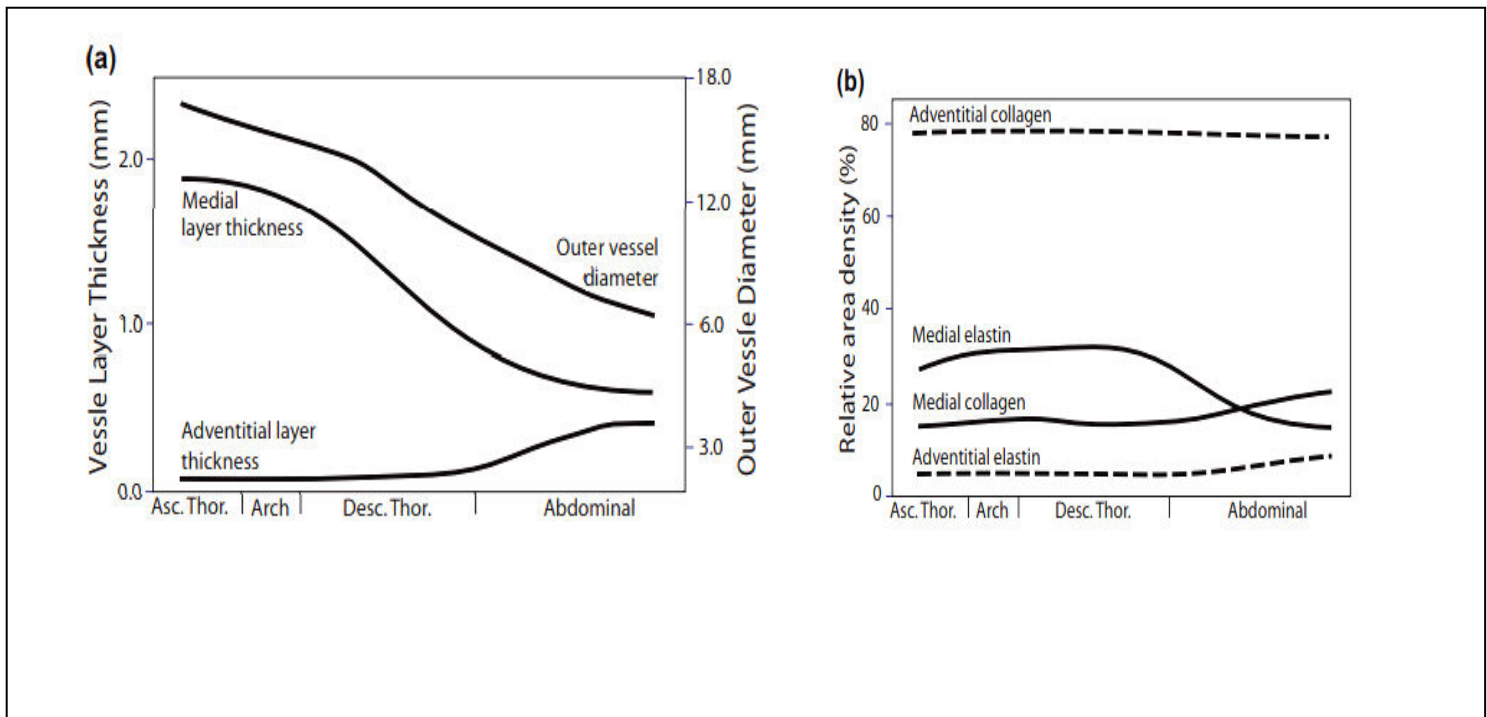 (a)
Vessle Layer Thickness (mm)
2.0
1.0
0.0
Medial
layer thickness
Adventitial layer
thickness
Outer vessel
diameter
18.0
12.0
6.0
3.0
Outer Vessle Diameter (mm)
Asc. Thor. Arch Desc. Thor. Abdominal
(b)
Relative area density (%)
80
60
40
20
0
Adventitial collagen
Medial elastin
Medial collagen
Adventitial elastin
Asc. Thor. Arch Desc. Thor. Abdominal